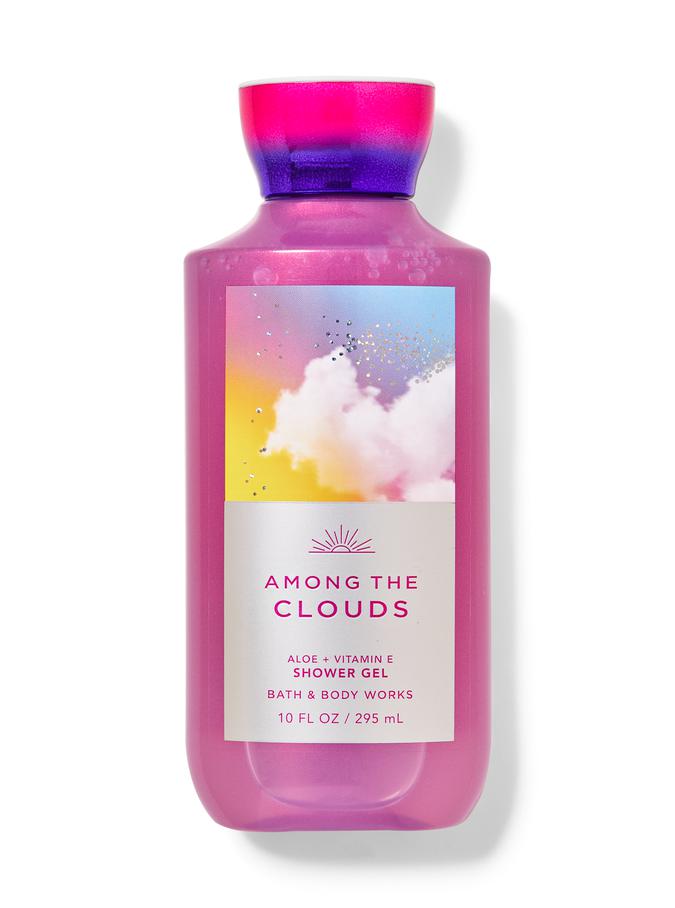 AMONG THE
CLOUDS
ALOE + VITAMIN E
SHOWER GEL
BATH & BODY WORKS
10 FL OZ / 295 mL